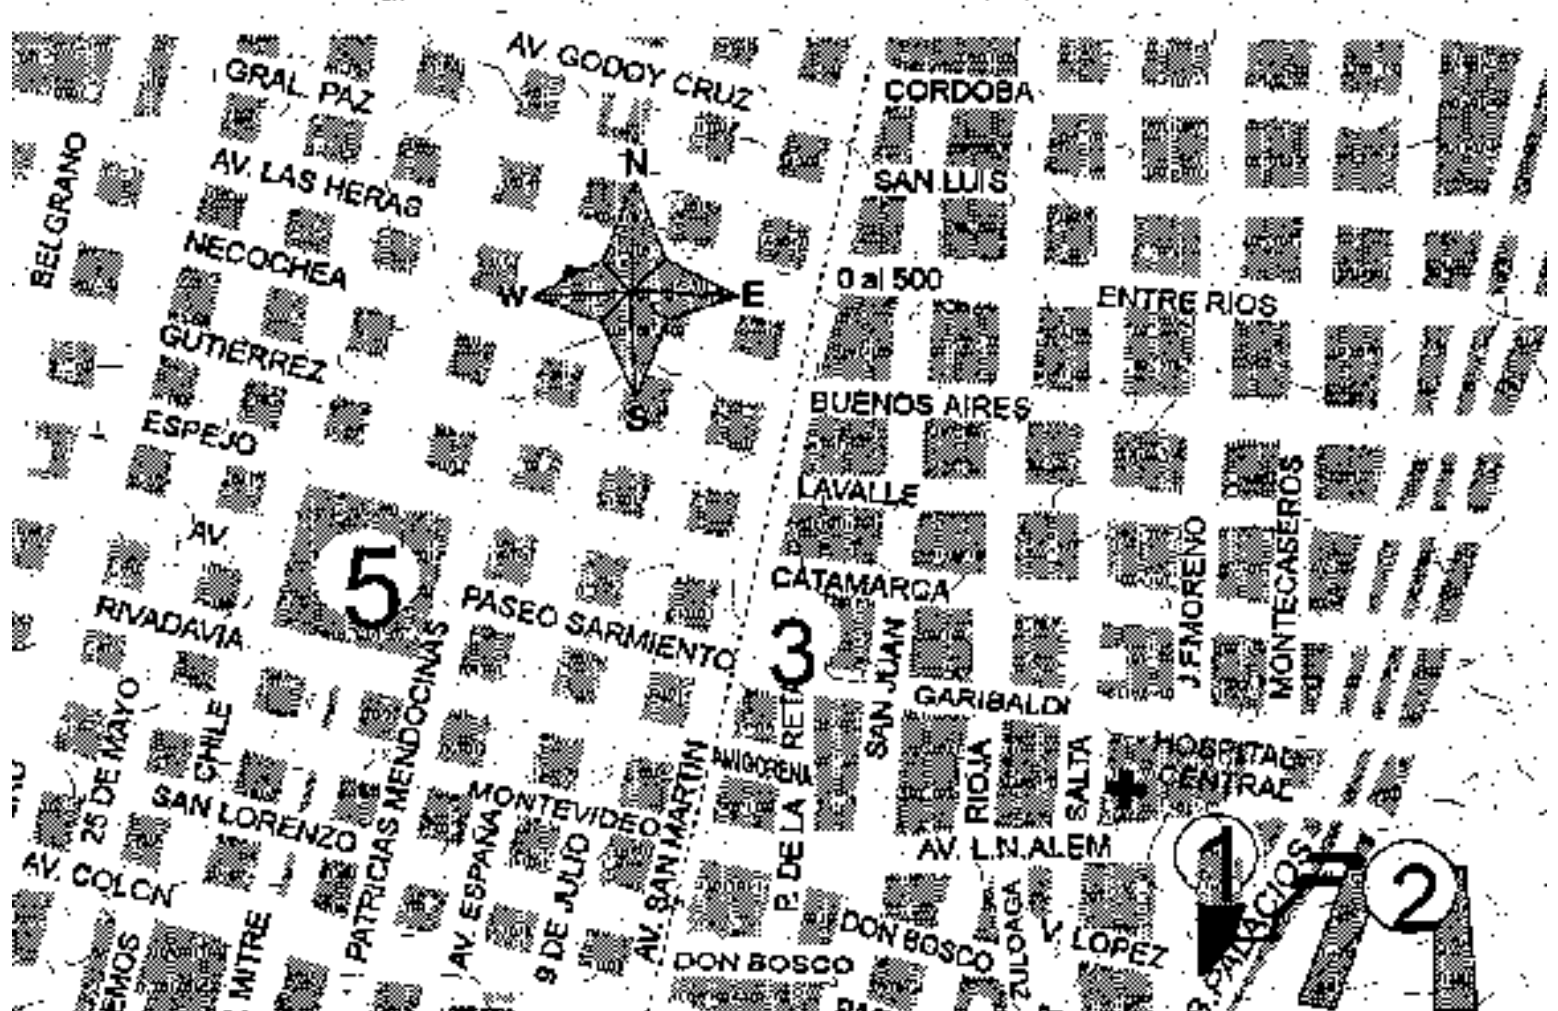 AV. GODOY CRUZ
GRAL. PAZ
CORDOBA
BELGRANO
AV. LAS HERAS
N
SAN LUIS
NECOCHEA
W
E
S
0 al 500
ENTRE RIOS
GUTIERREZ
BUENOS AIRES
ESPEJO
LAVALLE
AV.
RIVADAVIA
5
PASEO SARMIENTO
CATAMARCA
3
J.F.MORENO
MONTECASEROS
SAN JUAN
GARIBALDI
25 DE MAYO
CHILE
PATRICIAS MENDOCINAS
AMIGORENA
P. DE LA RETA
RIOJA
SALTA
HOSPITAL
CENTRAL
SAN LORENZO
MONTEVIDEO
AV. SAN MARTIN
AV. L.N.ALEM
1
2
AV. COLON
MITRE
AV. ESPAÑA
9 DE JULIO
DON BOSCO
DON BOSCO
ZULOAGA
V. LOPEZ
R.PALACIOS
EMOS